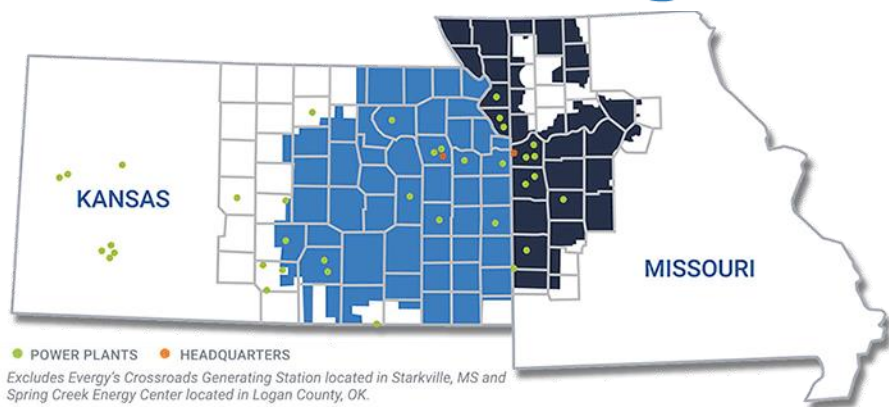 KANSAS
MISSOURI
POWER PLANTS HEADQUARTERS
Excludes Evergy's Crossroads Generating Station located in Starkville, MS and
Spring Creek Energy Center located in Logan County, OK.